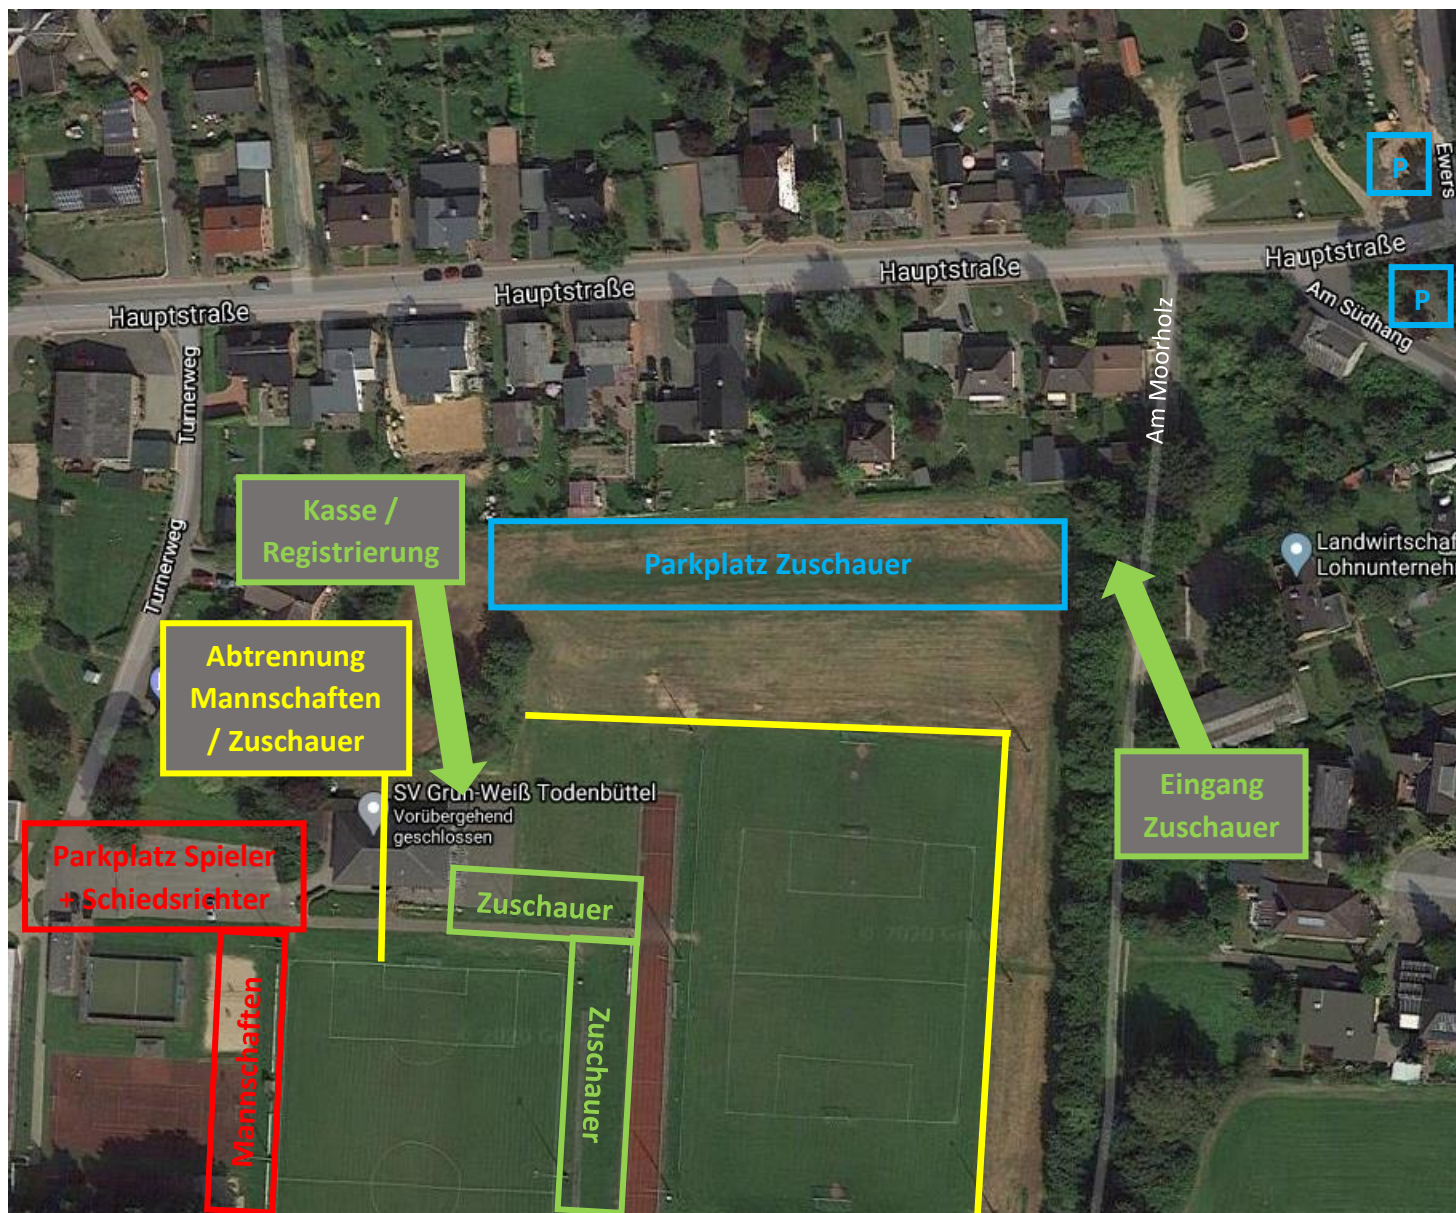 P
Ewers
Hauptstraße
Hauptstraße
Hauptstraße
Hauptstraße
P
Am Südhang
Am Moorholz
Turnerweg
Turnerweg
Kasse /
Registrierung
Parkplatz Zuschauer
Landwirtschaf
Lohnunterneh
Abtrennung
Mannschaften
/ Zuschauer
SV Grün-Weiß Todenbüttel
Vorübergehend
geschlossen
Eingang
Zuschauer
Parkplatz Spieler
+ Schiedsrichter
Zuschauer
Mannschaften
Zuschauer